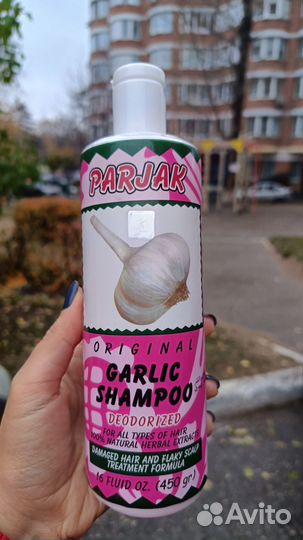 PARJAK
ORIGINAL
GARLIC
SHAMPOO
DEODORIZED
FOR ALL TYPES OF HAIR
100% NATURAL HERBAL EXTRACTS
DAMAGED HAIR AND FLAKY SCALP
TREATMENT FORMULA
16 FLUID OZ. (450 gr.)
Avito